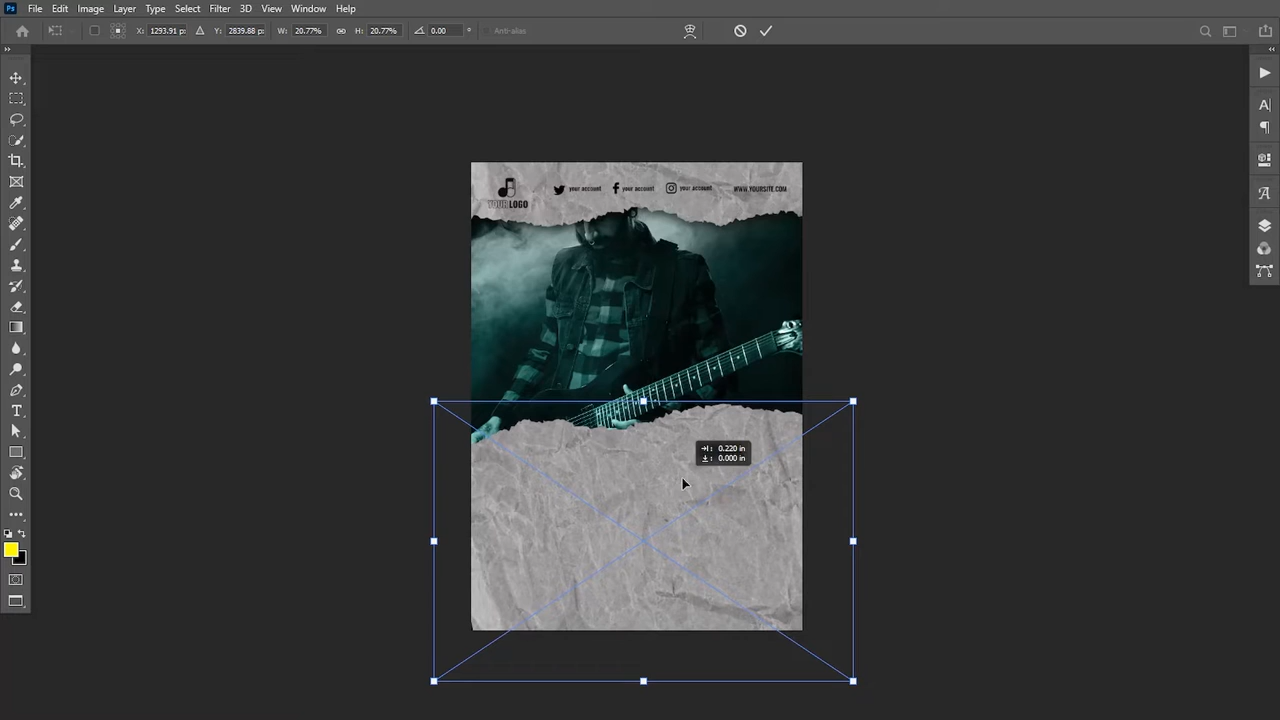 Ps File Edit Image Layer Type Select Filter 3D View Window Help
X: 1293.91 px Y: 2839.88 px W: 20.77% H: 20.77% 0.00 ° Anti-alias
YOUR LOGO your account your account your account WWW.YOURSITE.COM
0.220 in
0.000 in